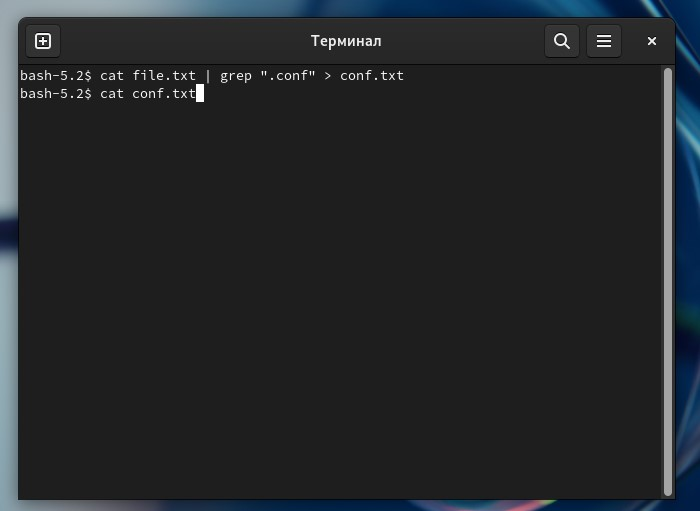 Терминал
bash-5.2$ cat file.txt | grep ".conf" > conf.txt
bash-5.2$ cat conf.txt